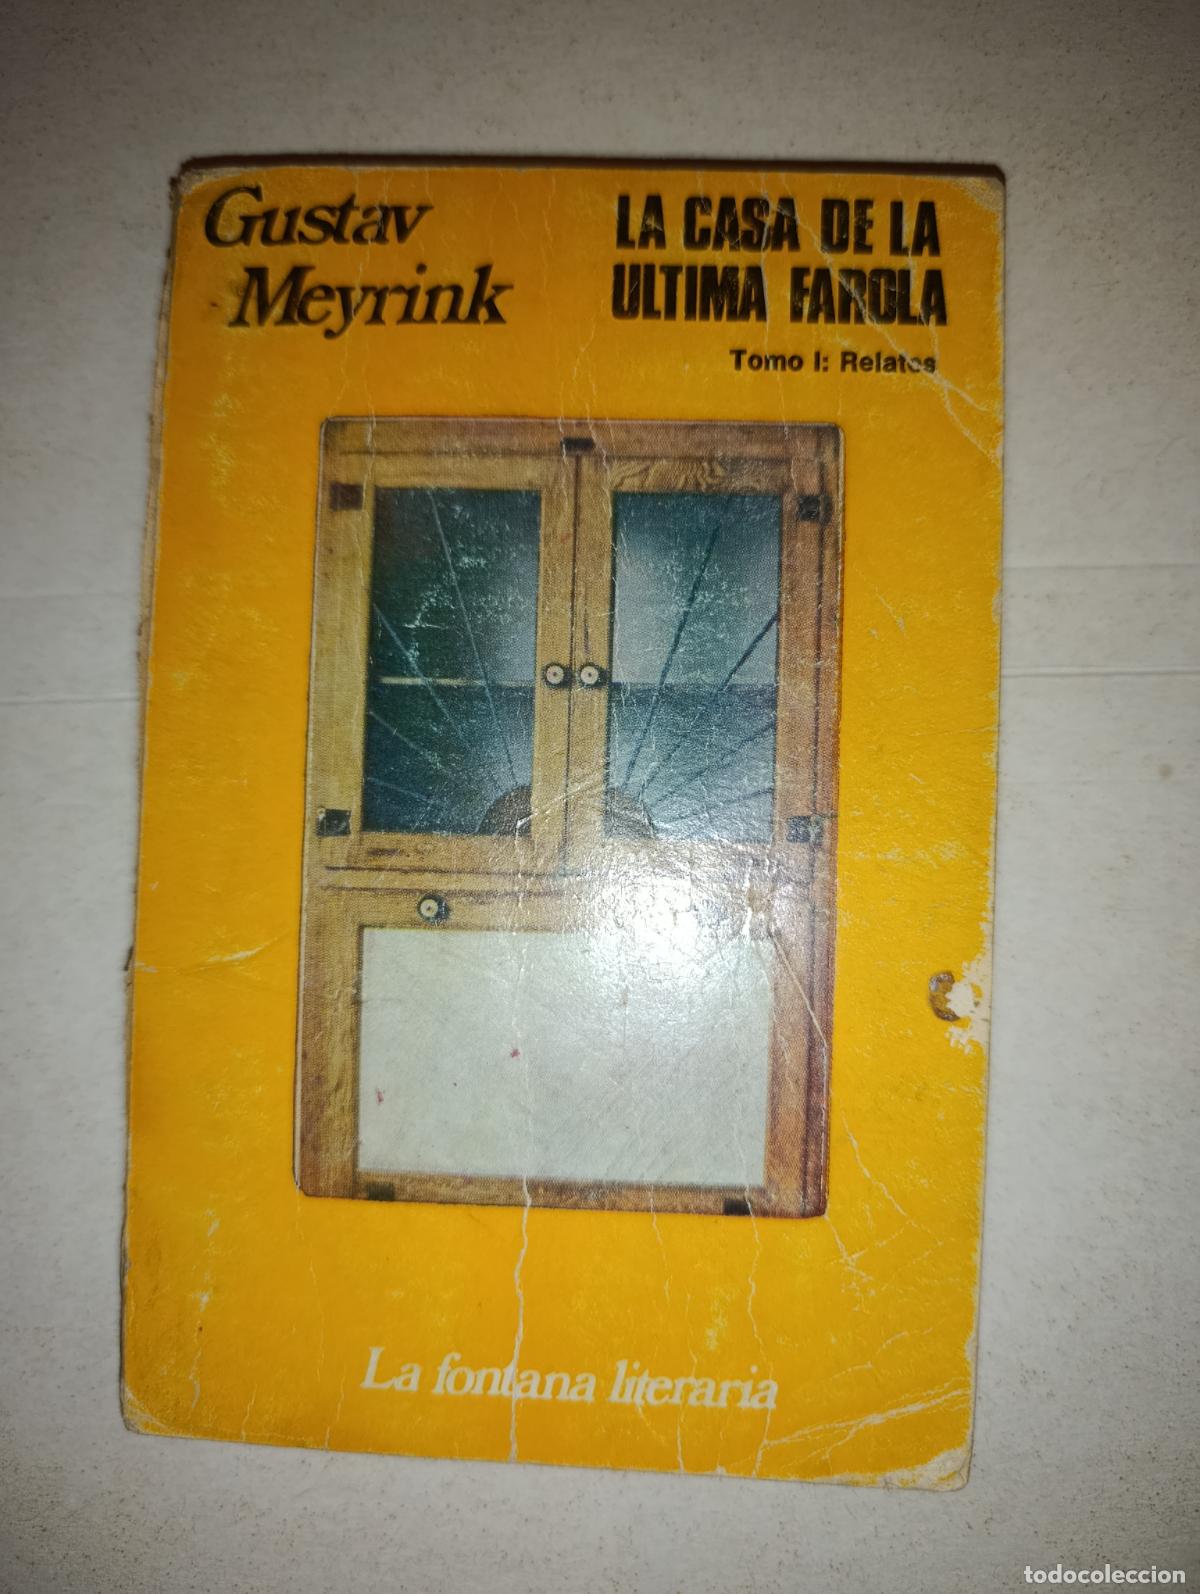 Gustav
Meyrink
LA CASA DE LA
ULTIMA FAROLA
Tomo I: Relatos
La fontana literaria
todocoleccion